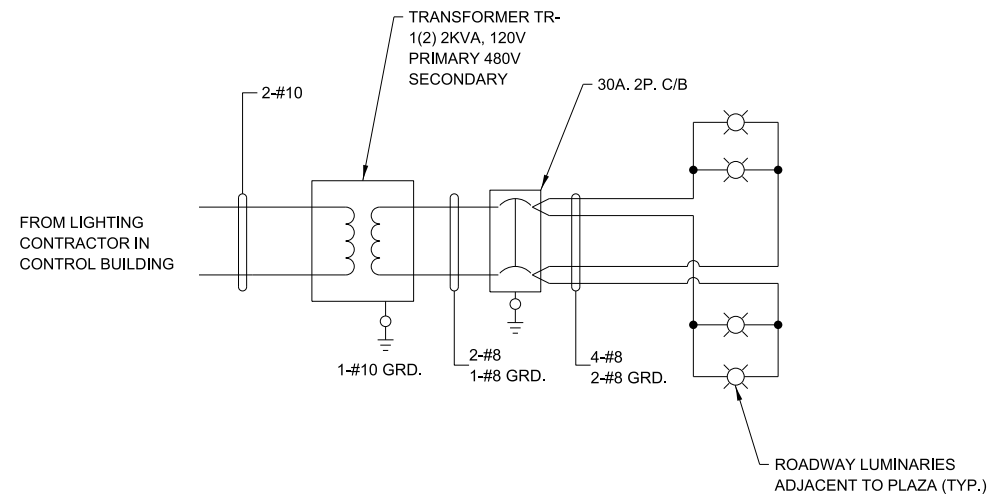 TRANSFORMER TR-
1(2) 2KVA, 120V
PRIMARY 480V
SECONDARY
2-#10
30A. 2P. C/B
FROM LIGHTING
CONTRACTOR IN
CONTROL BUILDING
1-#10 GRD.
2-#8
1-#8 GRD.
4-#8
2-#8 GRD.
ROADWAY LUMINARIES
ADJACENT TO PLAZA (TYP.)